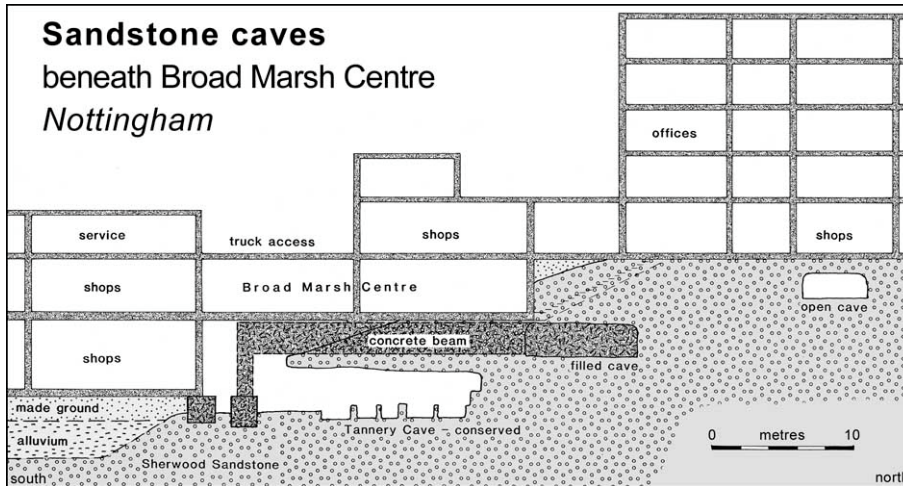 Sandstone caves
beneath Broad Marsh Centre
Nottingham
offices
service
truck access
shops
shops
shops
Broad Marsh Centre
open cave
shops
concrete beam
filled cave
made ground
Tannery Cave – conserved
alluvium
0 metres 10
Sherwood Sandstone
south
north